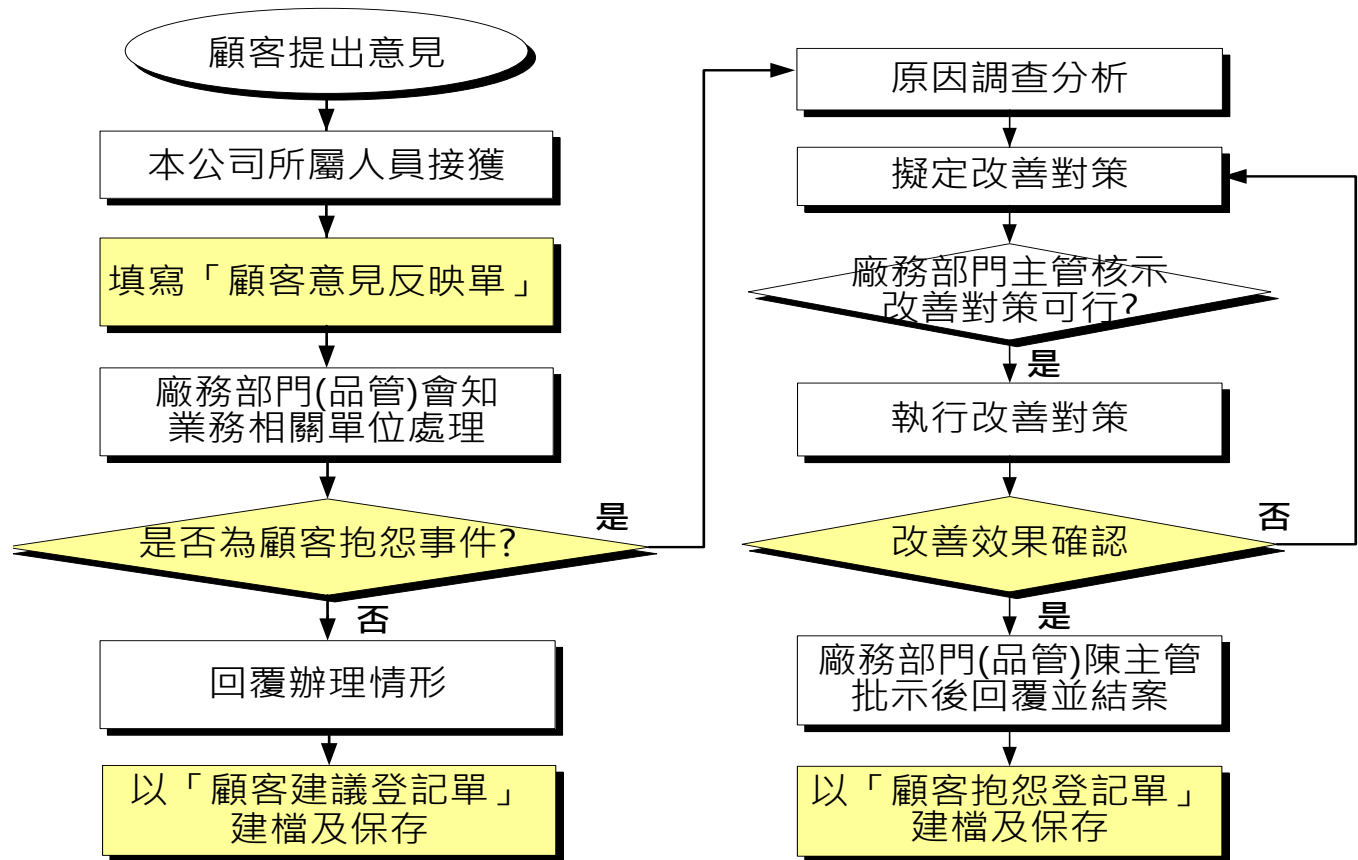 顧客提出意見
本公司所屬人員接獲
填寫「顧客意見反映單」
廠務部門(品管)會知
業務相關單位處理
是否為顧客抱怨事件?
是
否
回覆辦理情形
以「顧客建議登記單」
建檔及保存
原因調查分析
擬定改善對策
廠務部門主管核示
改善對策可行?
是
執行改善對策
改善效果確認
否
是
廠務部門(品管)陳主管
批示後回覆並結案
以「顧客抱怨登記單」
建檔及保存